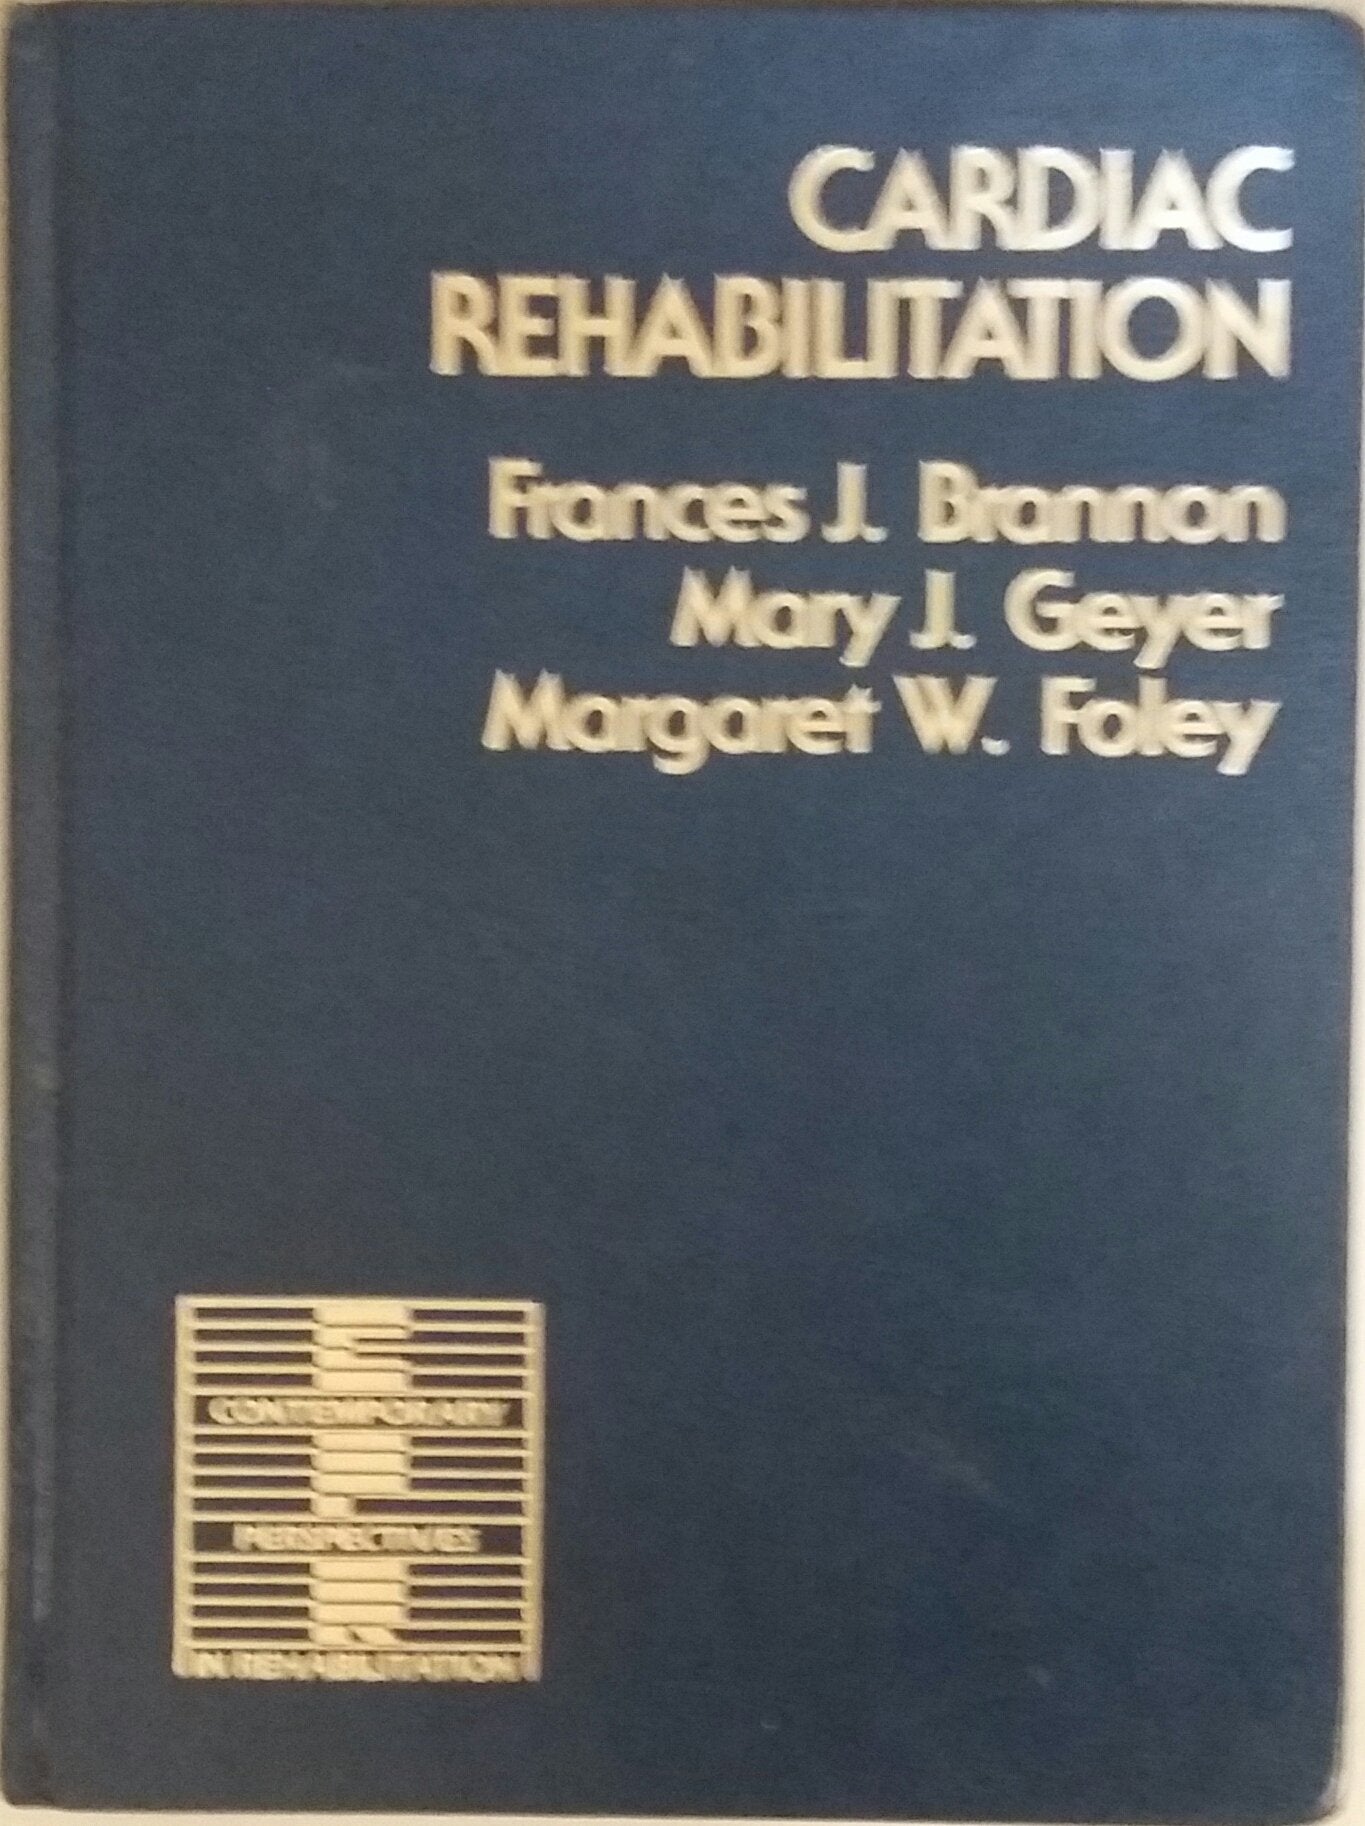 CARDIAC
REHABILITATION
Frances J. Brannon
Mary J. Geyer
Margaret W. Foley
CONTEMPORARY
PERSPECTIVES
IN REHABILITATION